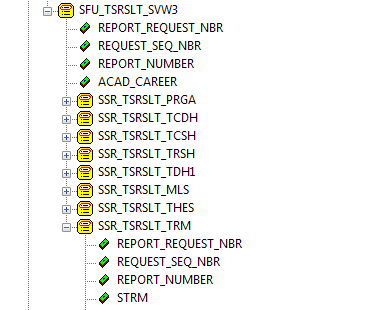 SFU_TSRSLT_SVW3
REPORT_REQUEST_NBR
REQUEST_SEQ_NBR
REPORT_NUMBER
ACAD_CAREER
SSR_TSRSLT_PRGA
SSR_TSRSLT_TCDH
SSR_TSRSLT_TCSH
SSR_TSRSLT_TRSH
SSR_TSRSLT_TDH1
SSR_TSRSLT_MLS
SSR_TSRSLT_THES
SSR_TSRSLT_TRM
REPORT_REQUEST_NBR
REQUEST_SEQ_NBR
REPORT_NUMBER
STRM